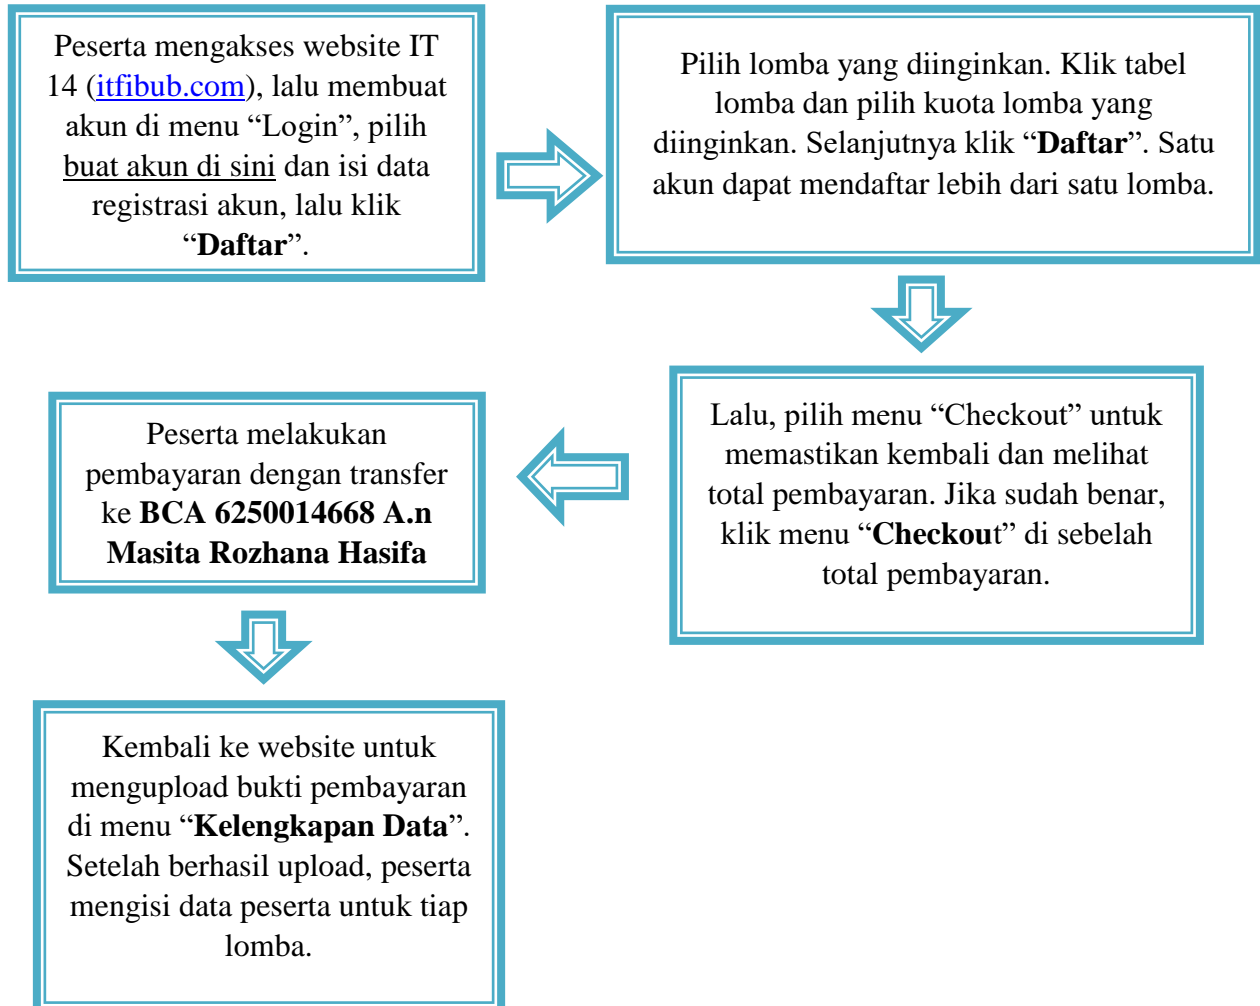 Peserta mengakses website IT
14 (itfibub.com), lalu membuat
akun di menu “Login”, pilih
buat akun di sini dan isi data
registrasi akun, lalu klik
“Daftar”.
Pilih lomba yang diinginkan. Klik tabel
lomba dan pilih kuota lomba yang
diinginkan. Selanjutnya klik “Daftar”. Satu
akun dapat mendaftar lebih dari satu lomba.
Lalu, pilih menu “Checkout” untuk
memastikan kembali dan melihat
total pembayaran. Jika sudah benar,
klik menu “Checkout” di sebelah
total pembayaran.
Peserta melakukan
pembayaran dengan transfer
ke BCA 6250014668 A.n
Masita Rozhana Hasifa
Kembali ke website untuk
mengupload bukti pembayaran
di menu “Kelengkapan Data”.
Setelah berhasil upload, peserta
mengisi data peserta untuk tiap
lomba.